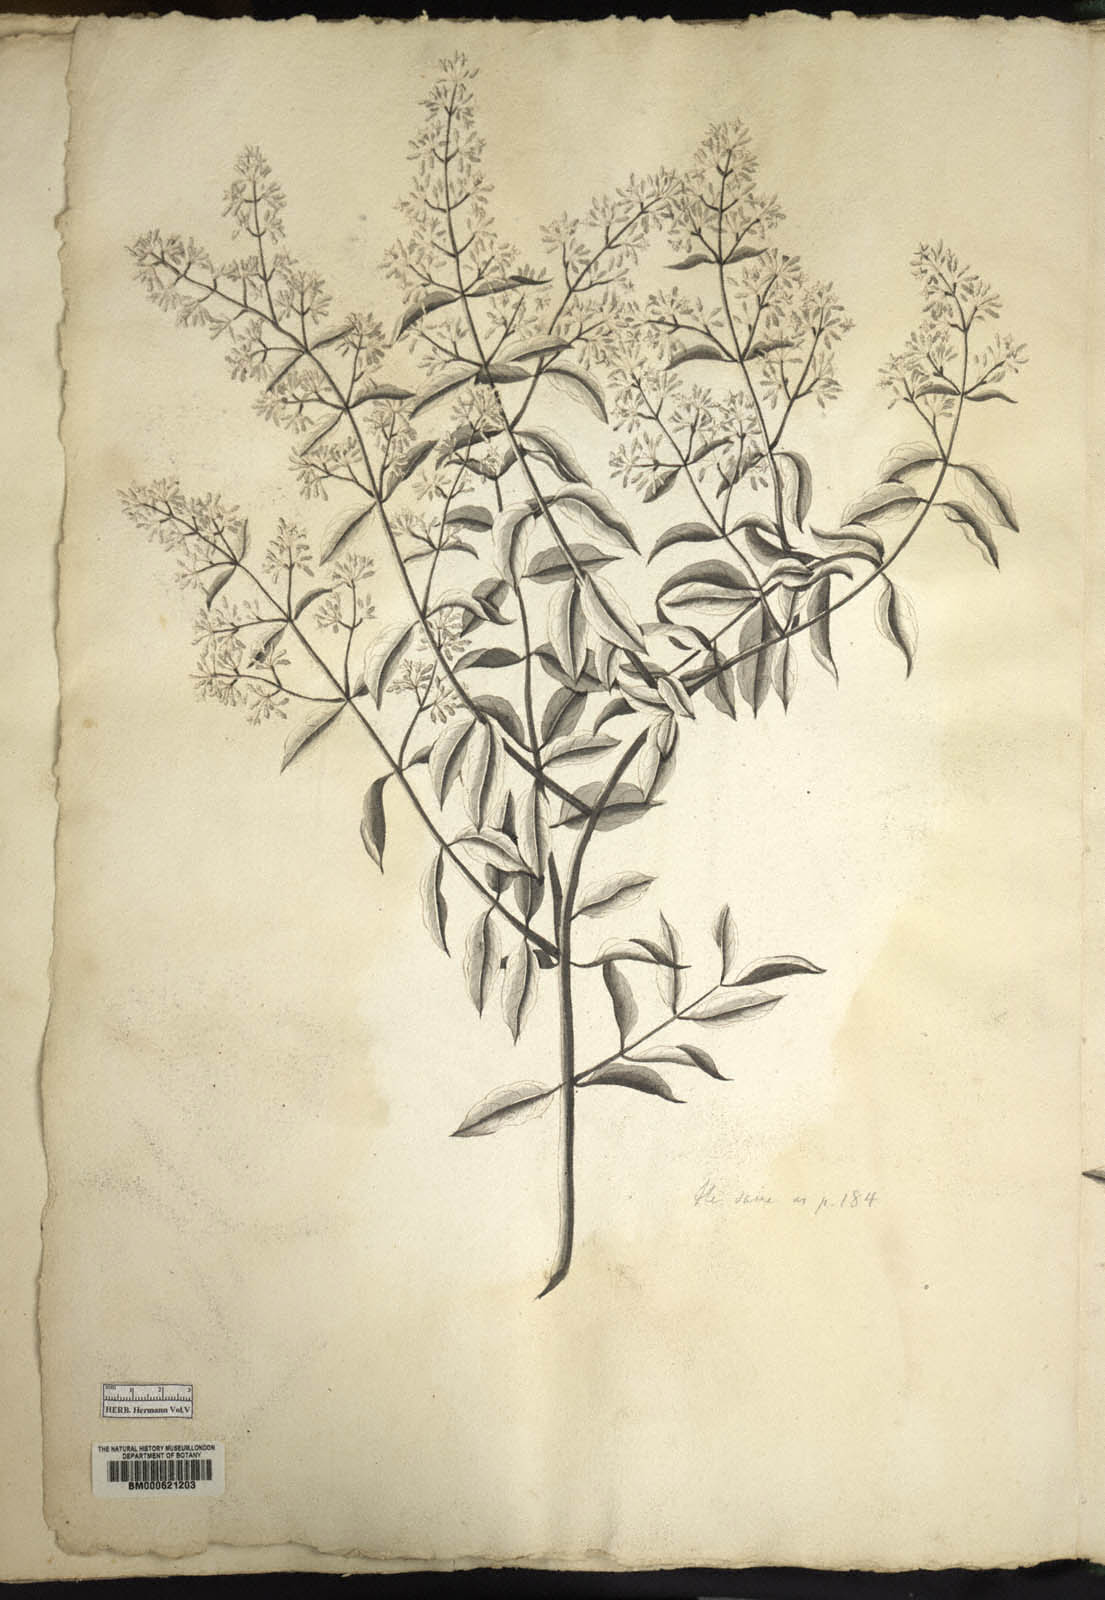 the same as p. 184
mm 1 2 3
HERB. Hermann Vol.V
THE NATURAL HISTORY MUSEUM,LONDON
DEPARTMENT OF BOTANY
BM000621203